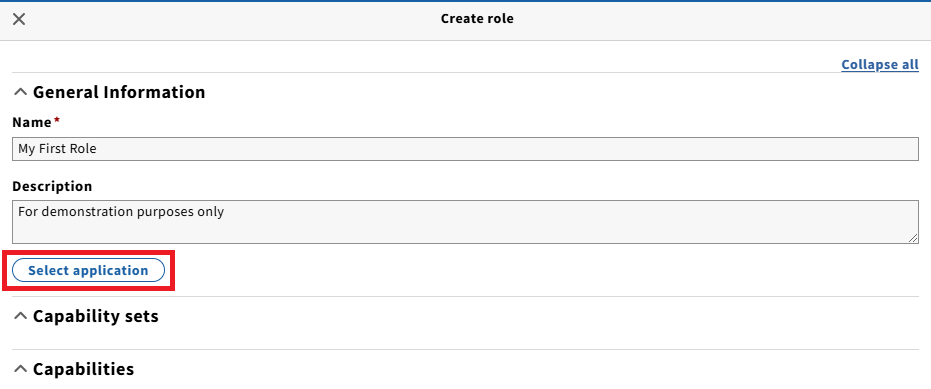 Create role
Collapse all
General Information
Name*
My First Role
Description
For demonstration purposes only
Select application
Capability sets
Capabilities